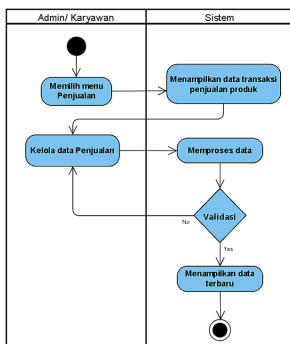 Admin/ Karyawan
Sistem
Memilih menu
Penjualan
Menampilkan data transaksi
penjualan produk
Kelola data Penjualan
Memproses data
Validasi
No
Yes
Menampilkan data
terbaru